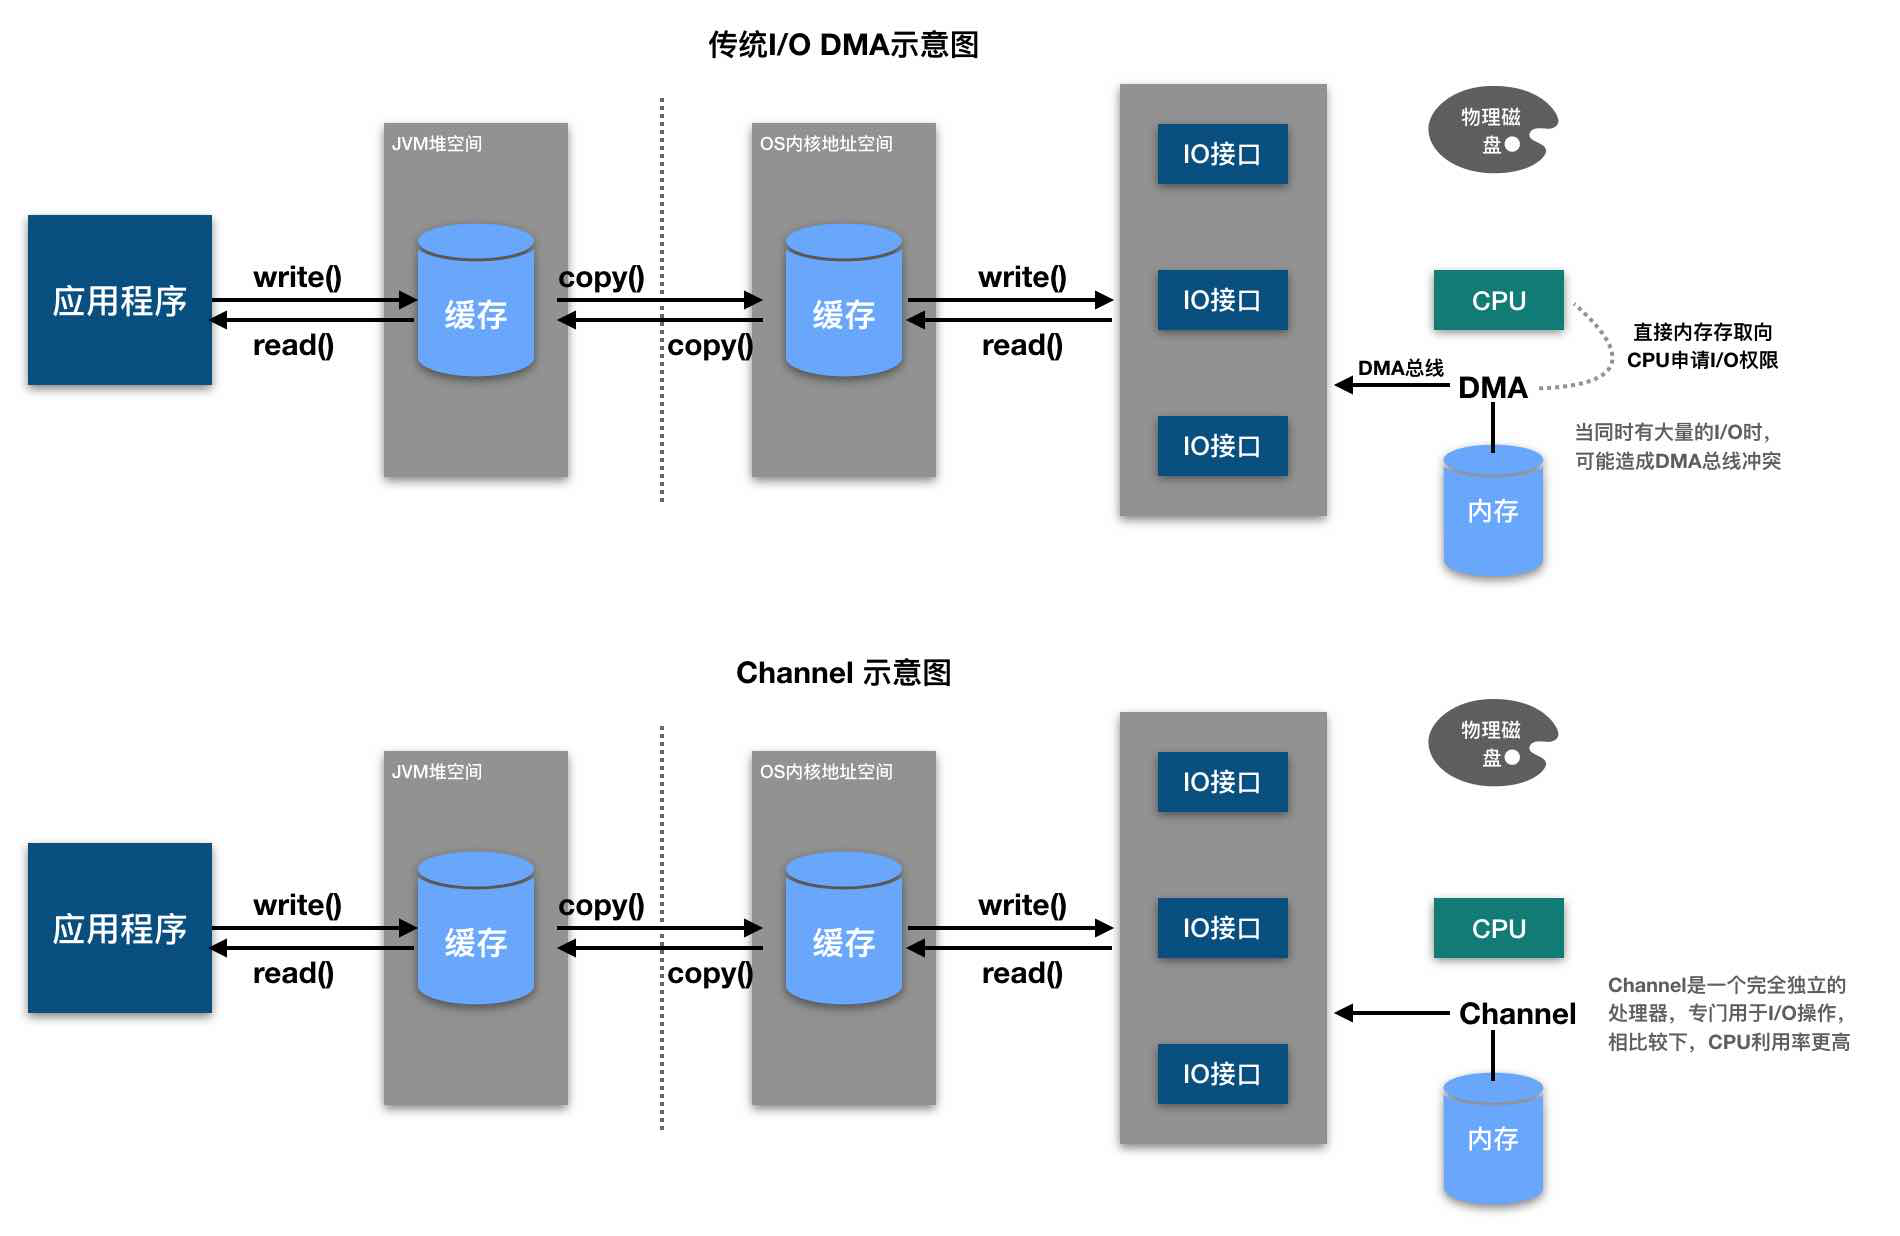 传统I/O DMA示意图
JVM堆空间
OS内核地址空间
IO接口
物理磁
盘
应用程序
write()
read()
缓存
copy()
copy()
缓存
write()
read()
IO接口
CPU
直接内存存取向
CPU申请I/O权限
DMA总线
DMA
IO接口
当同时有大量的I/O时，
可能造成DMA总线冲突
内存
Channel 示意图
JVM堆空间
OS内核地址空间
IO接口
物理磁
盘
应用程序
write()
read()
缓存
copy()
copy()
缓存
write()
read()
IO接口
CPU
Channel
Channel是一个完全独立的
处理器，专门用于I/O操作，
相比较下，CPU利用率更高
IO接口
内存